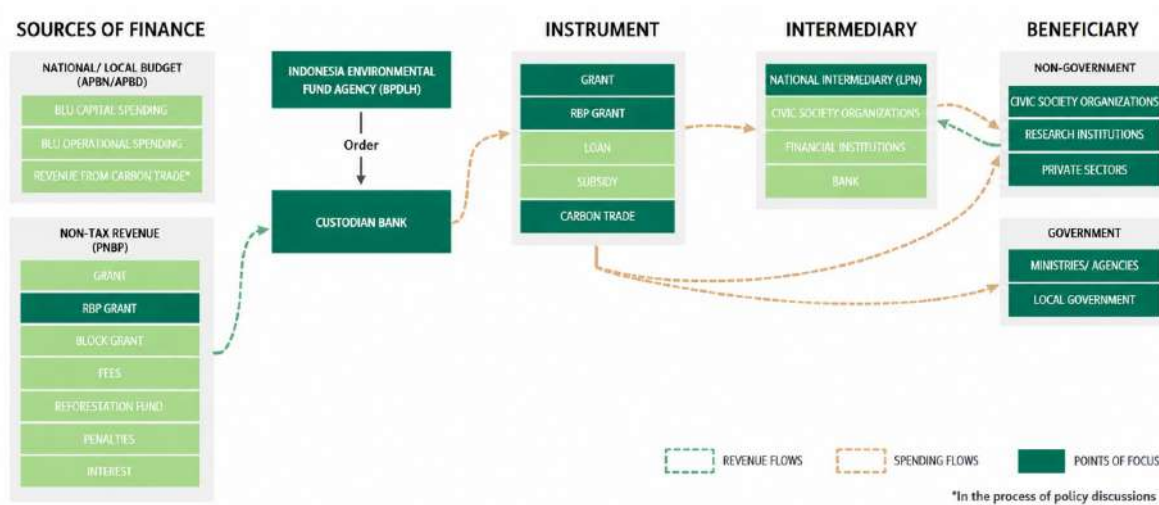 SOURCES OF FINANCE
NATIONAL/ LOCAL BUDGET
(APBN/APBD)
BLU CAPITAL SPENDING
BLU OPERATIONAL SPENDING
REVENUE FROM CARBON TRADE*
NON-TAX REVENUE
(PNBP)
GRANT
RBP GRANT
BLOCK GRANT
FEES
REFORESTATION FUND
PENALTIES
INTEREST
INDONESIA ENVIRONMENTAL
FUND AGENCY (BPDLH)
Order
CUSTODIAN BANK
INSTRUMENT
GRANT
RBP GRANT
LOAN
SUBSIDY
CARBON TRADE
INTERMEDIARY
NATIONAL INTERMEDIARY (LPN)
CIVIC SOCIETY ORGANIZATIONS
FINANCIAL INSTITUTIONS
BANK
BENEFICIARY
NON-GOVERNMENT
CIVIC SOCIETY ORGANIZATIONS
RESEARCH INSTITUTIONS
PRIVATE SECTORS
GOVERNMENT
MINISTRIES/ AGENCIES
LOCAL GOVERNMENT
REVENUE FLOWS
SPENDING FLOWS
POINTS OF FOCUS
*In the process of policy discussions